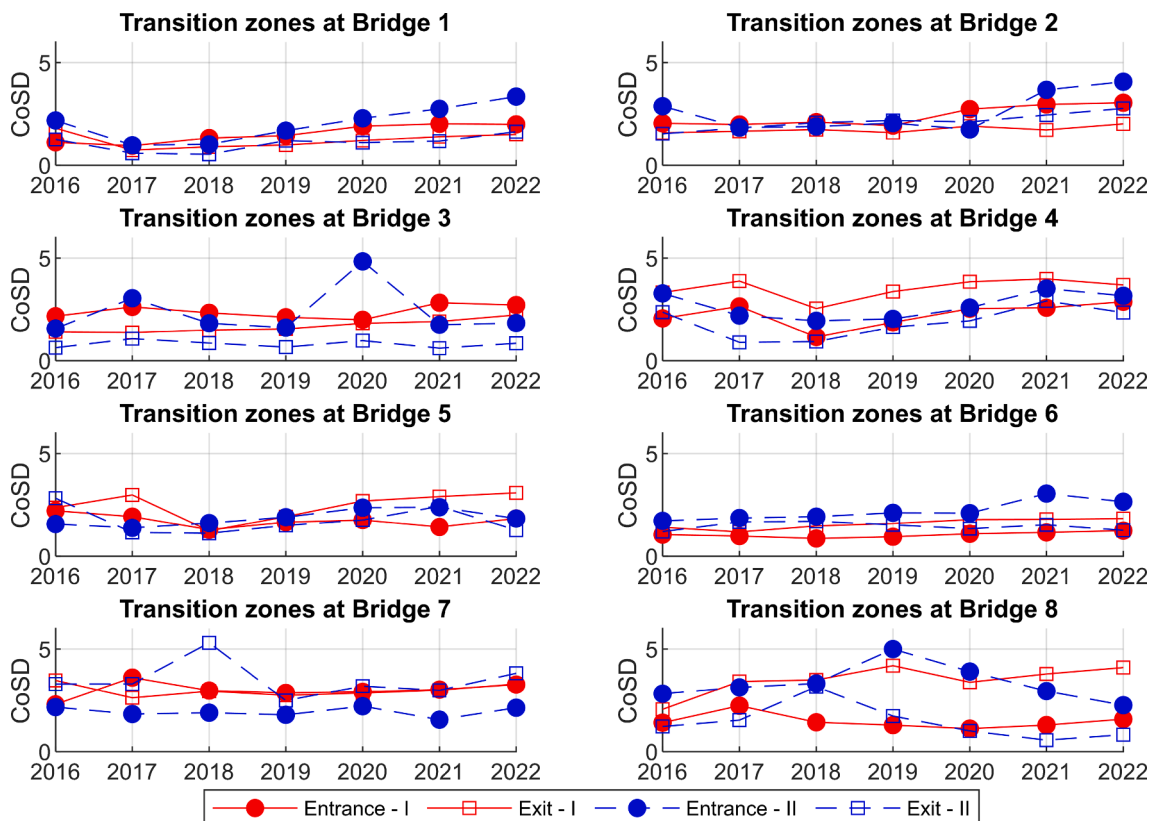 Transition zones at Bridge 1
CoSD
5
0
2016 2017 2018 2019 2020 2021 2022
Transition zones at Bridge 2
CoSD
5
0
2016 2017 2018 2019 2020 2021 2022
Transition zones at Bridge 3
CoSD
5
0
2016 2017 2018 2019 2020 2021 2022
Transition zones at Bridge 4
CoSD
5
0
2016 2017 2018 2019 2020 2021 2022
Transition zones at Bridge 5
CoSD
5
0
2016 2017 2018 2019 2020 2021 2022
Transition zones at Bridge 6
CoSD
5
0
2016 2017 2018 2019 2020 2021 2022
Transition zones at Bridge 7
CoSD
5
0
2016 2017 2018 2019 2020 2021 2022
Transition zones at Bridge 8
CoSD
5
0
2016 2017 2018 2019 2020 2021 2022
Entrance - I Exit - I Entrance - II Exit - II